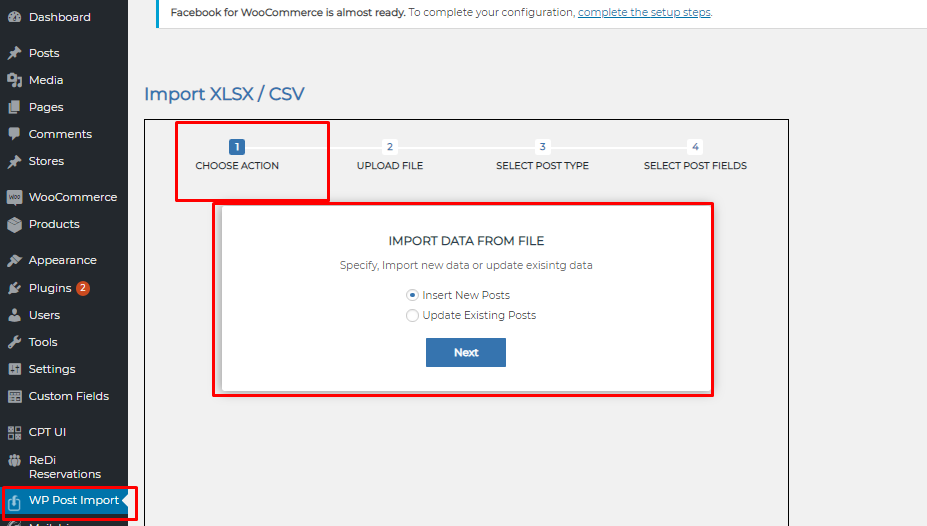 Dashboard
Posts
Media
Pages
Comments
Stores
Woo
WooCommerce
Products
Appearance
Plugins 2
Users
Tools
Settings
Custom Fields
CPT UI
ReDi
Reservations
WP Post Import
Facebook for WooCommerce is almost ready. To complete your configuration, complete the setup steps.
Import XLSX / CSV
1 2 3 4
CHOOSE ACTION UPLOAD FILE SELECT POST TYPE SELECT POST FIELDS
IMPORT DATA FROM FILE
Specify, Import new data or update exisintg data
Insert New Posts
Update Existing Posts
Next